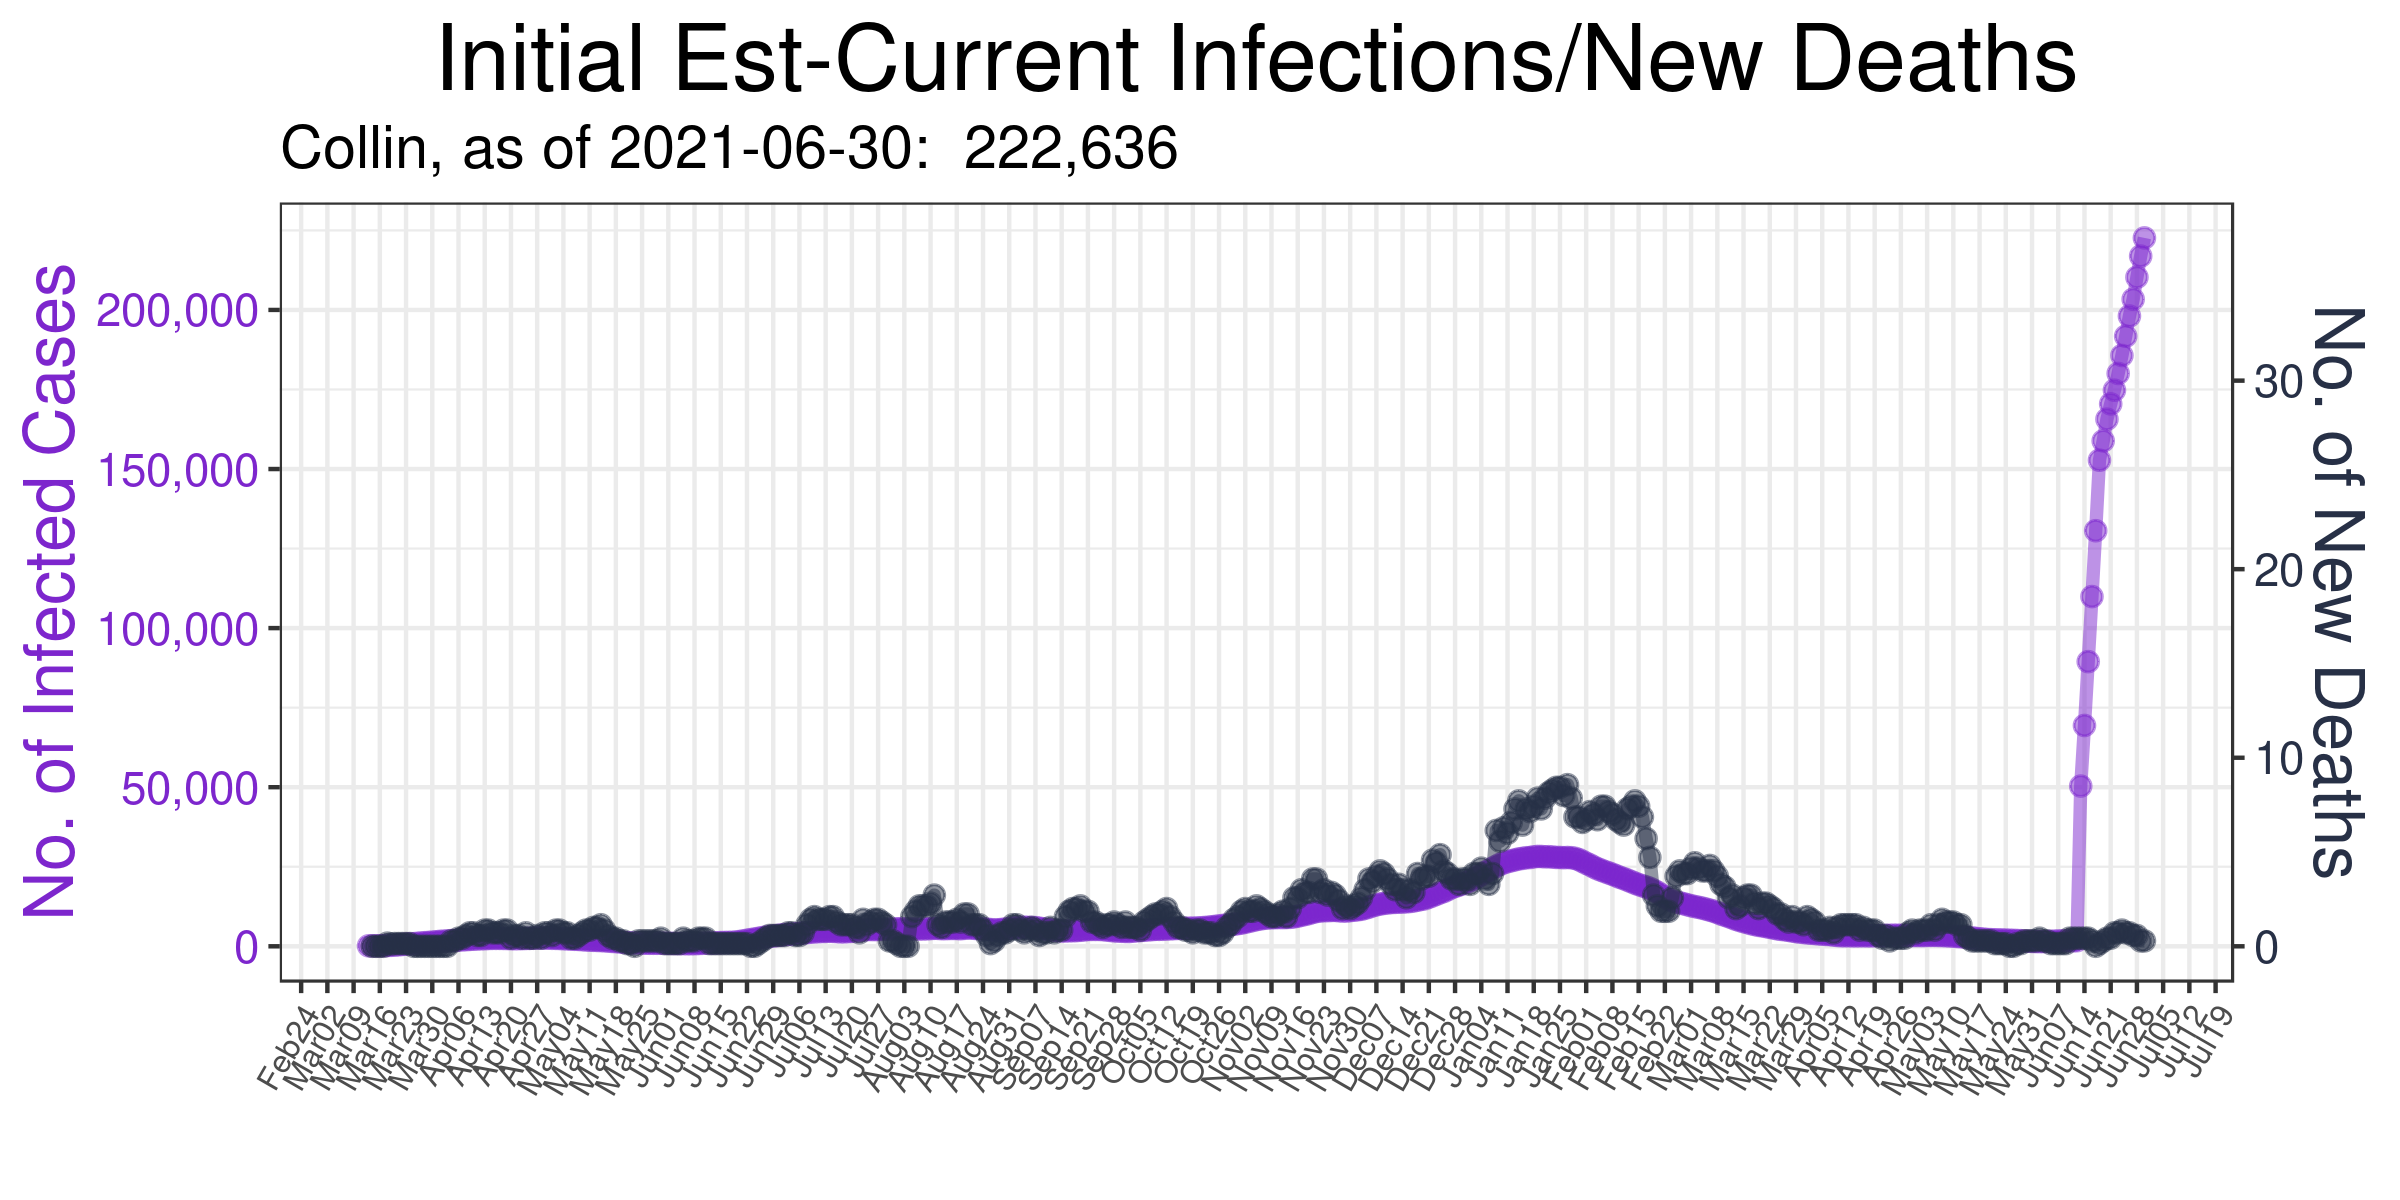 Initial Est-Current Infections/New Deaths
Collin, as of 2021-06-30:  222,636
No. of Infected Cases
200,000
150,000
100,000
50,000
0
30
20
10
0
No. of New Deaths
Feb24
Mar02
Mar09
Mar16
Mar23
Mar30
Apr06
Apr13
Apr20
Apr27
May04
May11
May18
May25
Jun01
Jun08
Jun15
Jun22
Jun29
Jul06
Jul13
Jul20
Jul27
Aug03
Aug10
Aug17
Aug24
Aug31
Sep07
Sep14
Sep21
Sep28
Oct05
Oct12
Oct19
Oct26
Nov02
Nov09
Nov16
Nov23
Nov30
Dec07
Dec14
Dec21
Dec28
Jan04
Jan11
Jan18
Jan25
Feb01
Feb08
Feb15
Feb22
Mar01
Mar08
Mar15
Mar22
Mar29
Apr05
Apr12
Apr19
Apr26
May03
May10
May17
May24
May31
Jun07
Jun14
Jun21
Jun28
Jul05
Jul12
Jul19